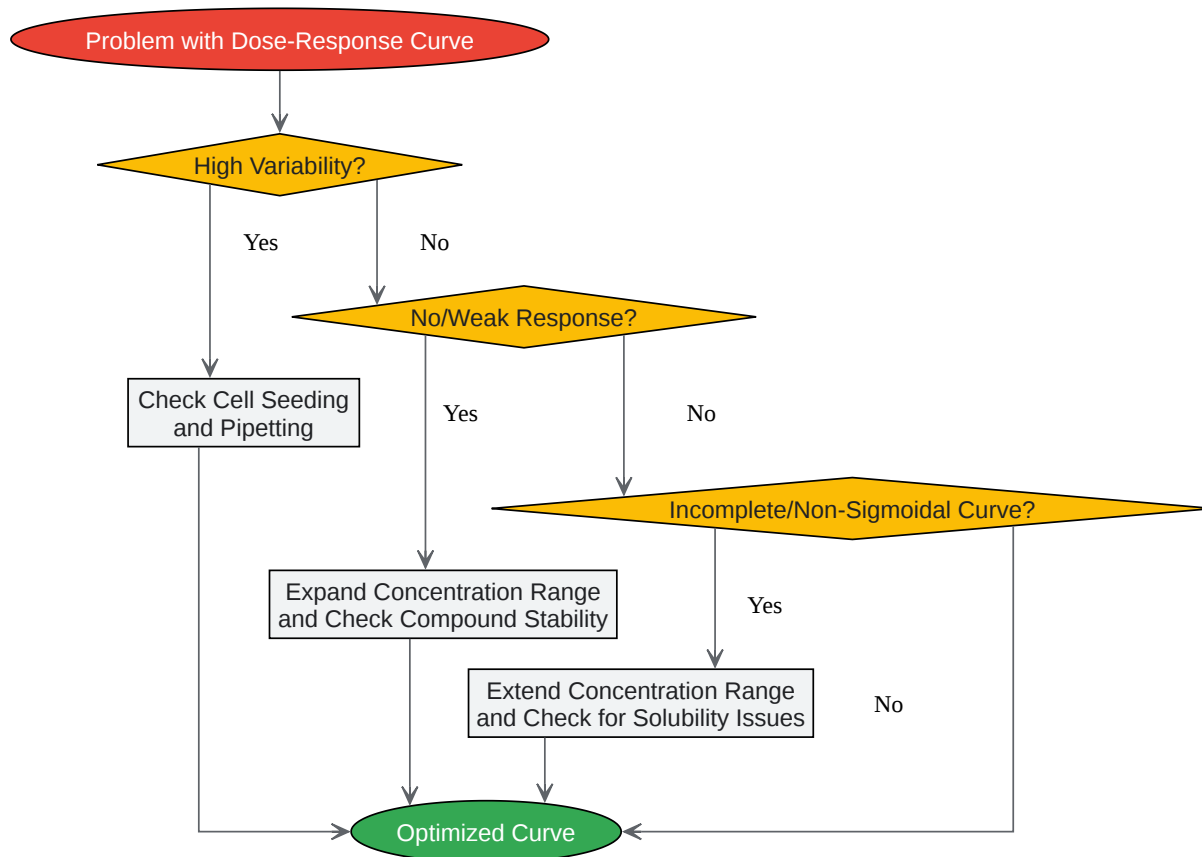 Problem with Dose-Response Curve
High Variability?
Yes
No
No/Weak Response?
Check Cell Seeding
and Pipetting
Yes
No
Incomplete/Non-Sigmoidal Curve?
Expand Concentration Range
and Check Compound Stability
Yes
Extend Concentration Range
and Check for Solubility Issues
No
Optimized Curve